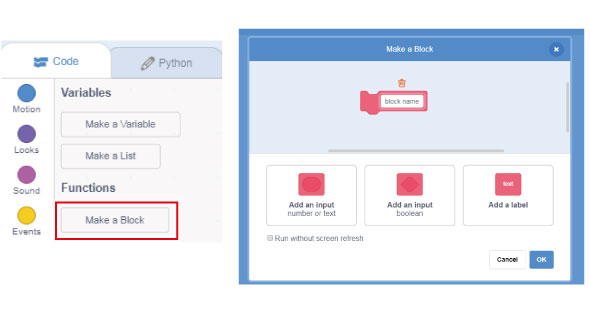 Code
Python
Motion
Looks
Sound
Events
Variables
Make a Variable
Make a List
Functions
Make a Block
Make a Block
block name
Add an input
number or text
Add an input
boolean
text
Add a label
Run without screen refresh
Cancel
OK